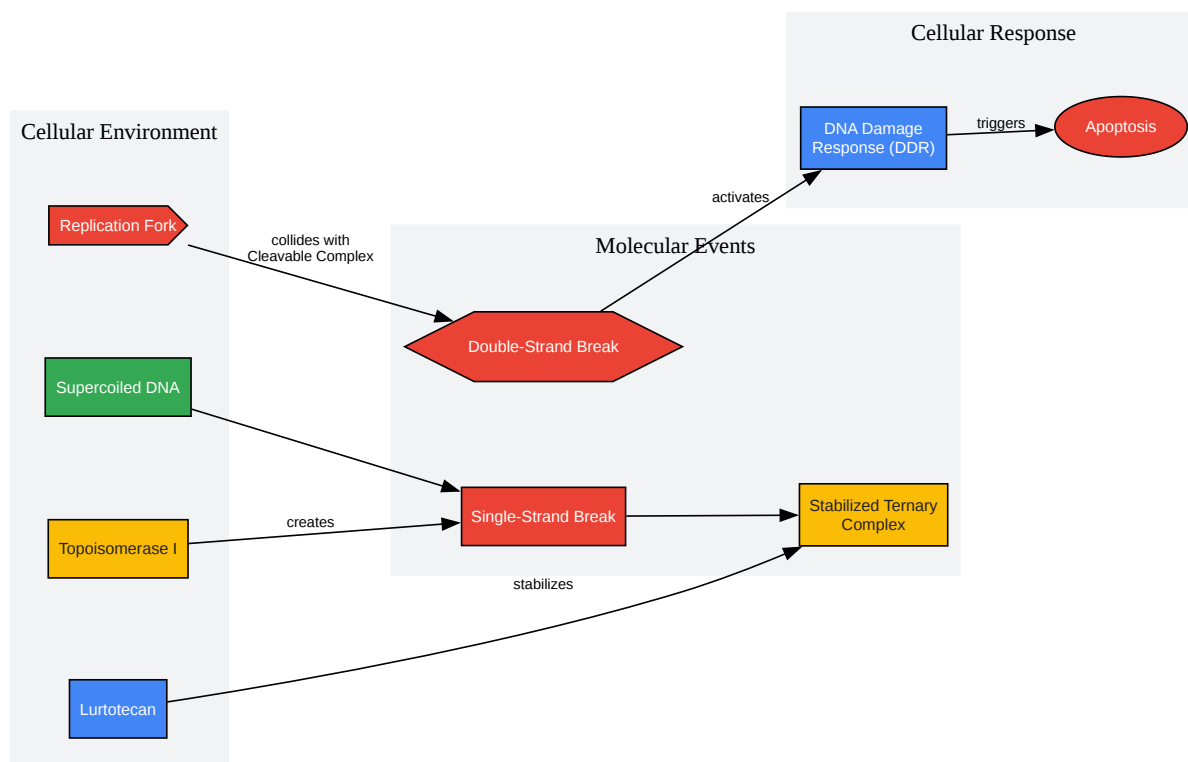 Cellular Response
DNA Damage
Response (DDR)
triggers
Apoptosis
Cellular Environment
activates
Replication Fork
collides with
Cleavable Complex
Molecular Events
Double-Strand Break
Supercoiled DNA
Single-Strand Break
Stabilized Ternary
Complex
creates
Topoisomerase I
stabilizes
Lurtotecan